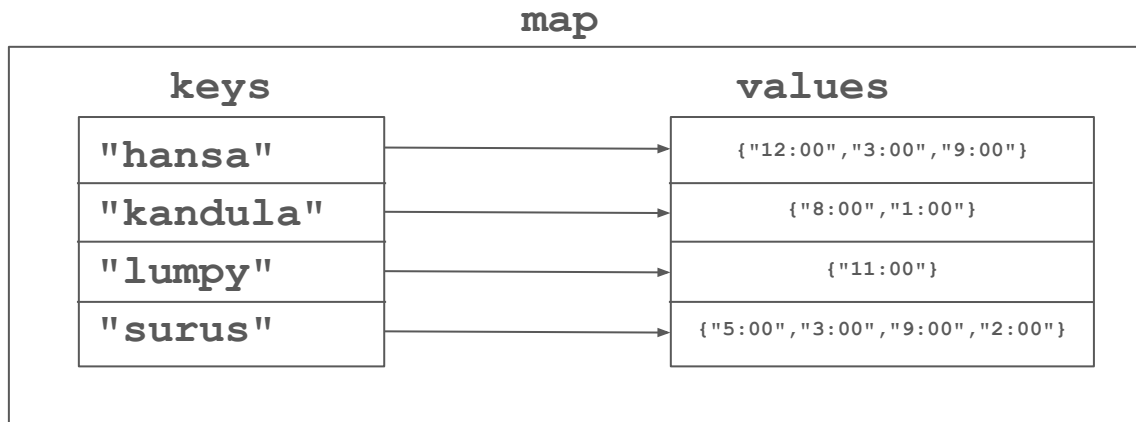 map
keys values
"hansa" {"12:00","3:00","9:00"}
"kandula" {"8:00","1:00"}
"lumpy" {"11:00"}
"surus" {"5:00","3:00","9:00","2:00"}